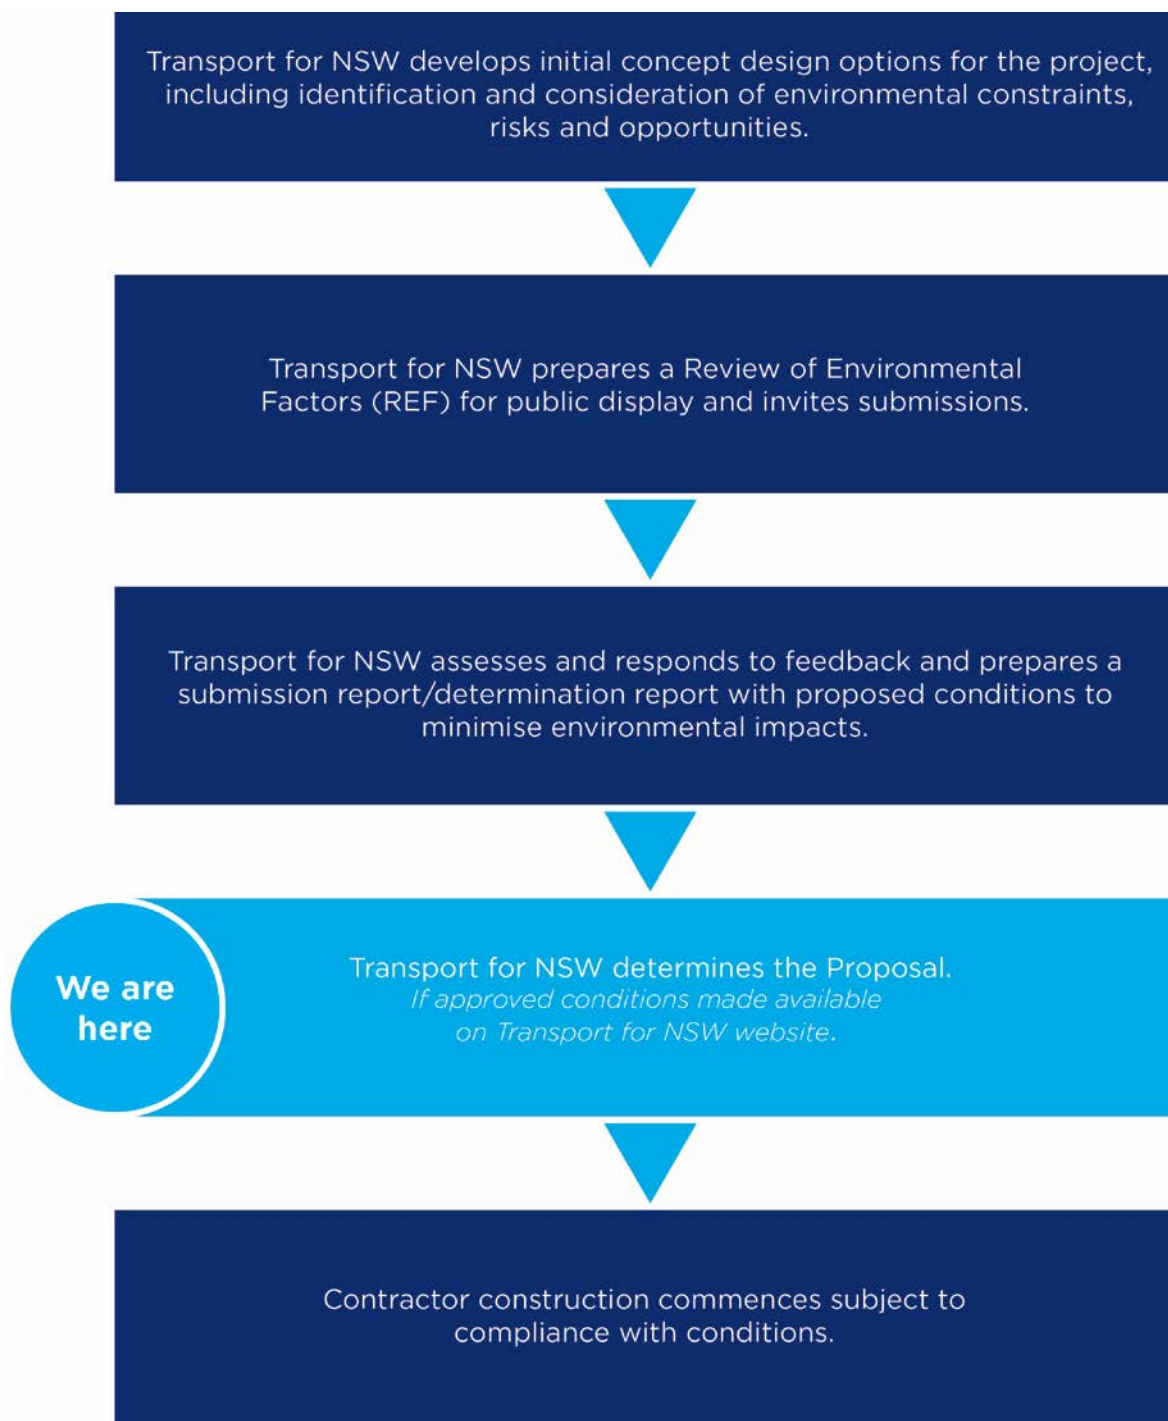 Transport for NSW develops initial concept design options for the project,
including identification and consideration of environmental constraints,
risks and opportunities.
Transport for NSW prepares a Review of Environmental
Factors (REF) for public display and invites submissions.
Transport for NSW assesses and responds to feedback and prepares a
submission report/determination report with proposed conditions to
minimise environmental impacts.
We are
here
Transport for NSW determines the Proposal.
If approved conditions made available
on Transport for NSW website.
Contractor construction commences subject to
compliance with conditions.